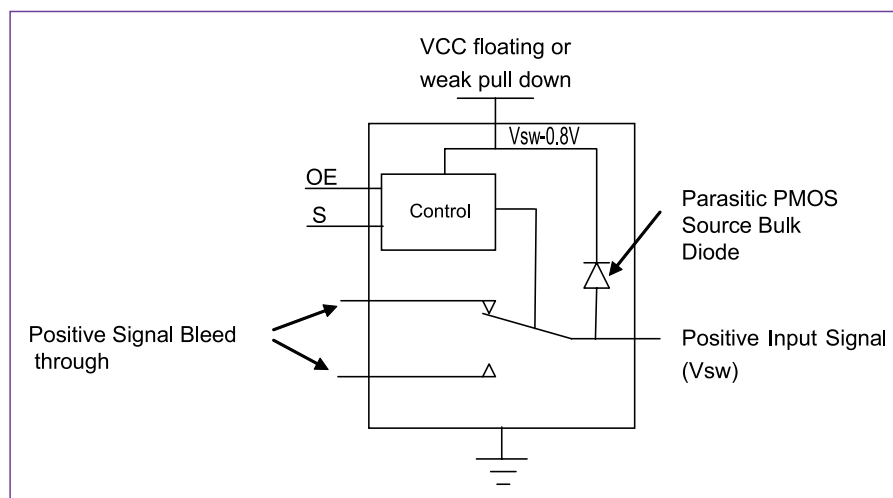 VCC floating or
weak pull down
Vsw-0.8V
OE
S
Control
Parasitic PMOS
Source Bulk
Diode
Positive Signal Bleed
through
Positive Input Signal
(Vsw)